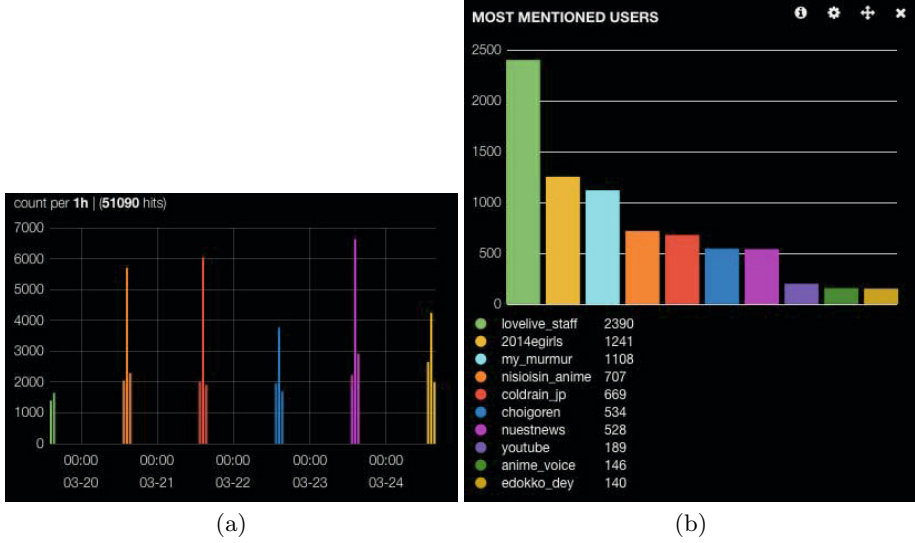 count per 1h | (51090 hits)
7000
6000
5000
4000
3000
2000
1000
0
00:00 00:00 00:00 00:00 00:00
03-20 03-21 03-22 03-23 03-24
(a)
MOST MENTIONED USERS
2500
2000
1500
1000
500
0
lovelive_staff 2390
2014egirls 1241
my_murmur 1108
nisioisin_anime 707
coldrain_jp 669
choigoren 534
nuestnews 528
youtube 189
anime_voice 146
edokko_dey 140
(b)